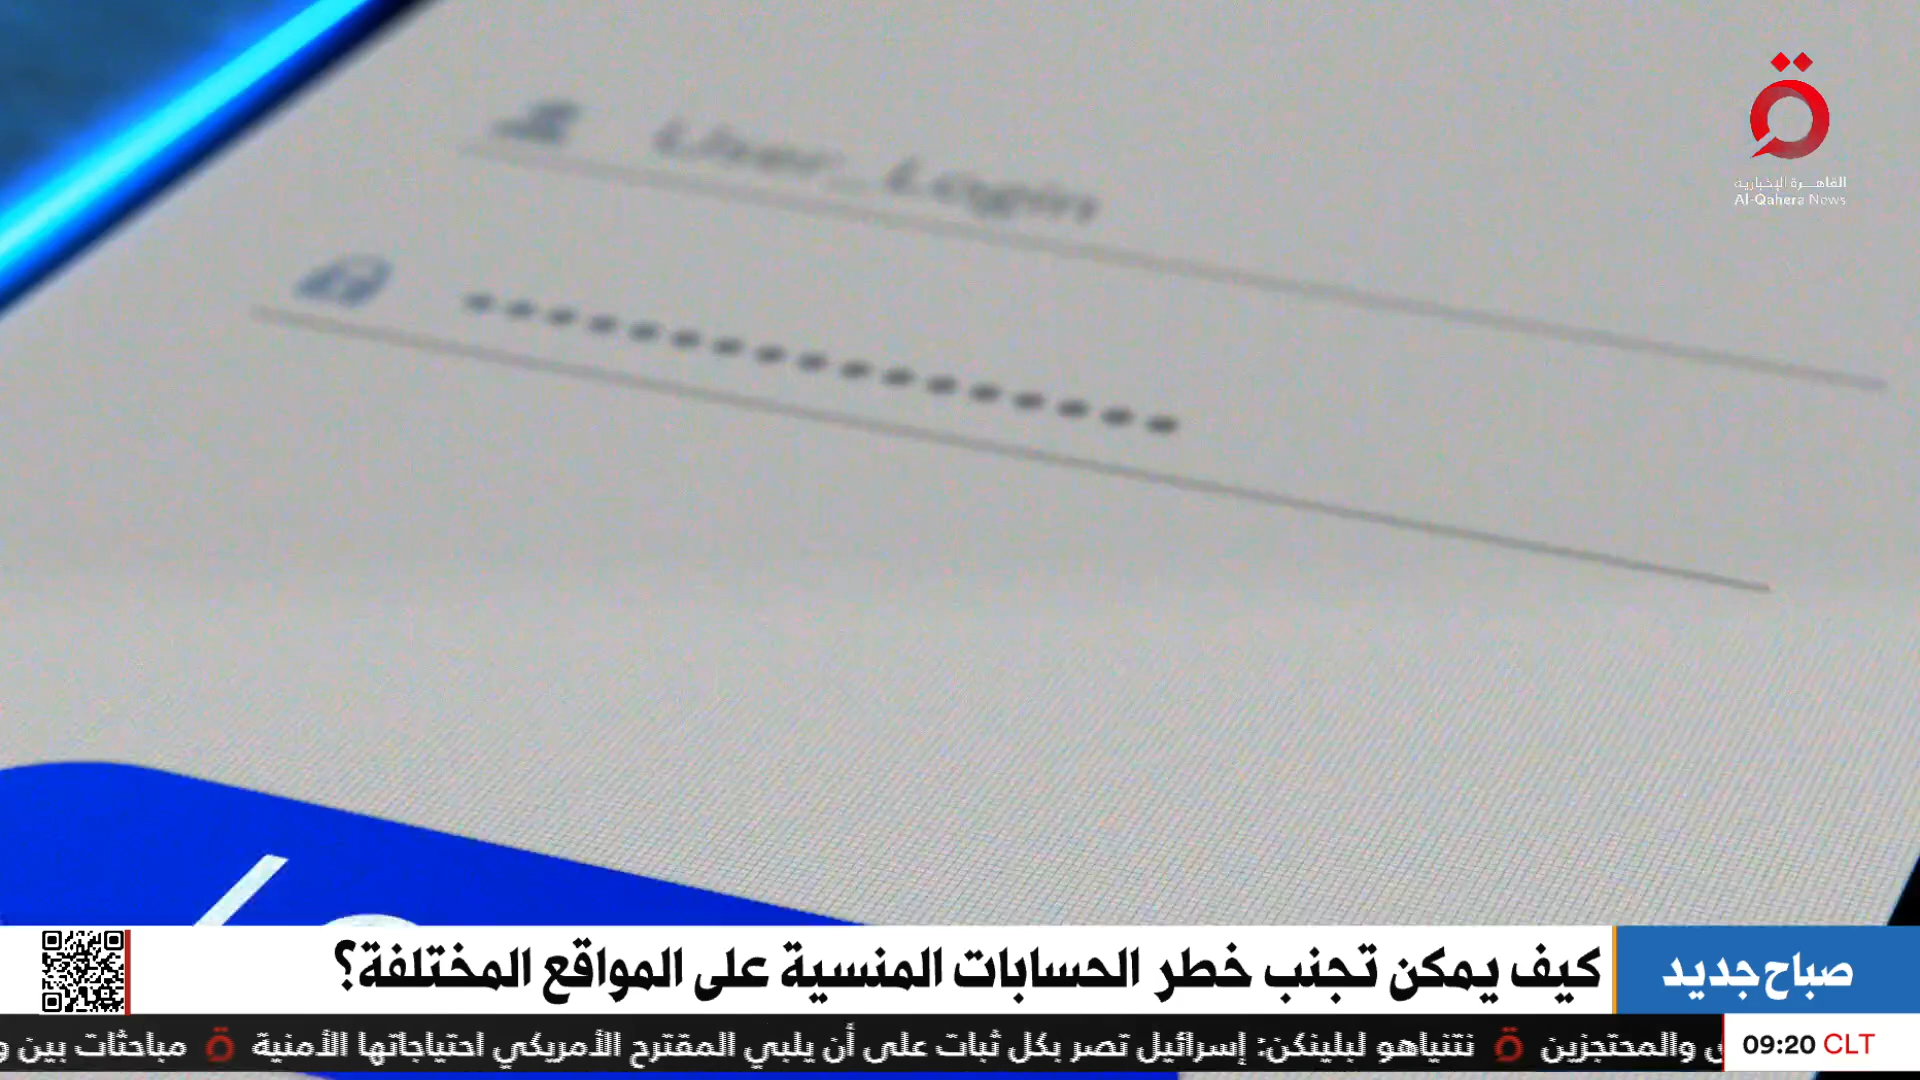 User_Login
القاهرة الإخبارية
Al-Qahera News
صباح جديد
كيف يمكن تجنب خطر الحسابات المنسية على المواقع المختلفة؟
09:20 CLT
والمحتجزين
نتنياهو لبلينكن: إسرائيل تصر بكل ثبات على أن يلبي المقترح الأمريكي احتياجاتها الأمنية
مباحثات بين